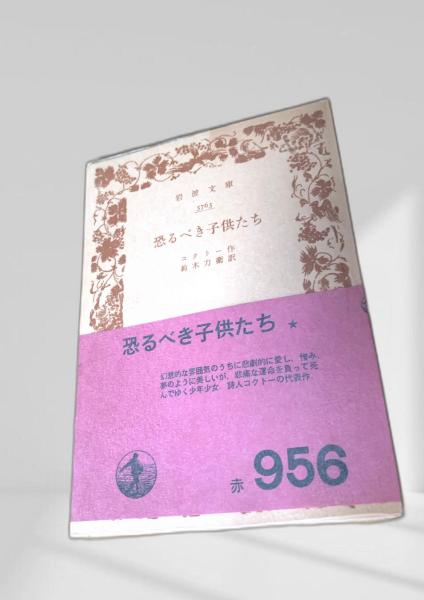 岩波文庫
5765
恐るべき子供たち
コクトー作
鈴木力衛訳
恐るべき子供たち ★
幻想的な雰囲気のうちに悲劇的に愛し、憎み、
夢のように美しいが、悲痛な運命を負って死
んでゆく少年少女。詩人コクトーの代表作。
赤 956